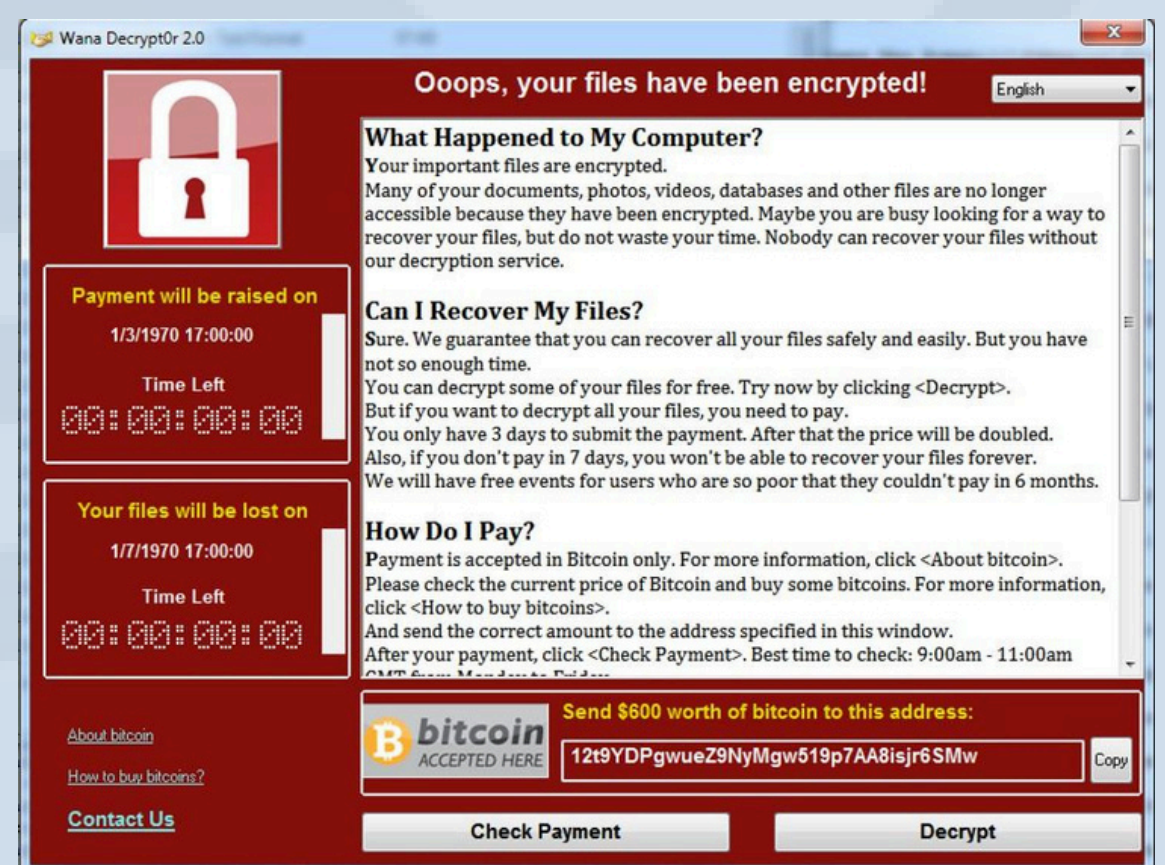 Wana Decrypt0r 2.0
Ooops, your files have been encrypted!
English
What Happened to My Computer?
Your important files are encrypted.
Many of your documents, photos, videos, databases and other files are no longer
accessible because they have been encrypted. Maybe you are busy looking for a way to
recover your files, but do not waste your time. Nobody can recover your files without
our decryption service.
Can I Recover My Files?
Sure. We guarantee that you can recover all your files safely and easily. But you have
not so enough time.
You can decrypt some of your files for free. Try now by clicking <Decrypt>.
But if you want to decrypt all your files, you need to pay.
You only have 3 days to submit the payment. After that the price will be doubled.
Also, if you don't pay in 7 days, you won't be able to recover your files forever.
We will have free events for users who are so poor that they couldn't pay in 6 months.
How Do I Pay?
Payment is accepted in Bitcoin only. For more information, click <About bitcoin>.
Please check the current price of Bitcoin and buy some bitcoins. For more information,
click <How to buy bitcoins>.
And send the correct amount to the address specified in this window.
After your payment, click <Check Payment>. Best time to check: 9:00am - 11:00am
GMT from Monday to Friday
Payment will be raised on
1/3/1970 17:00:00
Time Left
00:00:00:00
Your files will be lost on
1/7/1970 17:00:00
Time Left
00:00:00:00
About bitcoin
How to buy bitcoins?
Contact Us
bitcoin
ACCEPTED HERE
Send $600 worth of bitcoin to this address:
12t9YDPgwueZ9NyMgw519p7AA8isjr6SMw
Copy
Check Payment
Decrypt